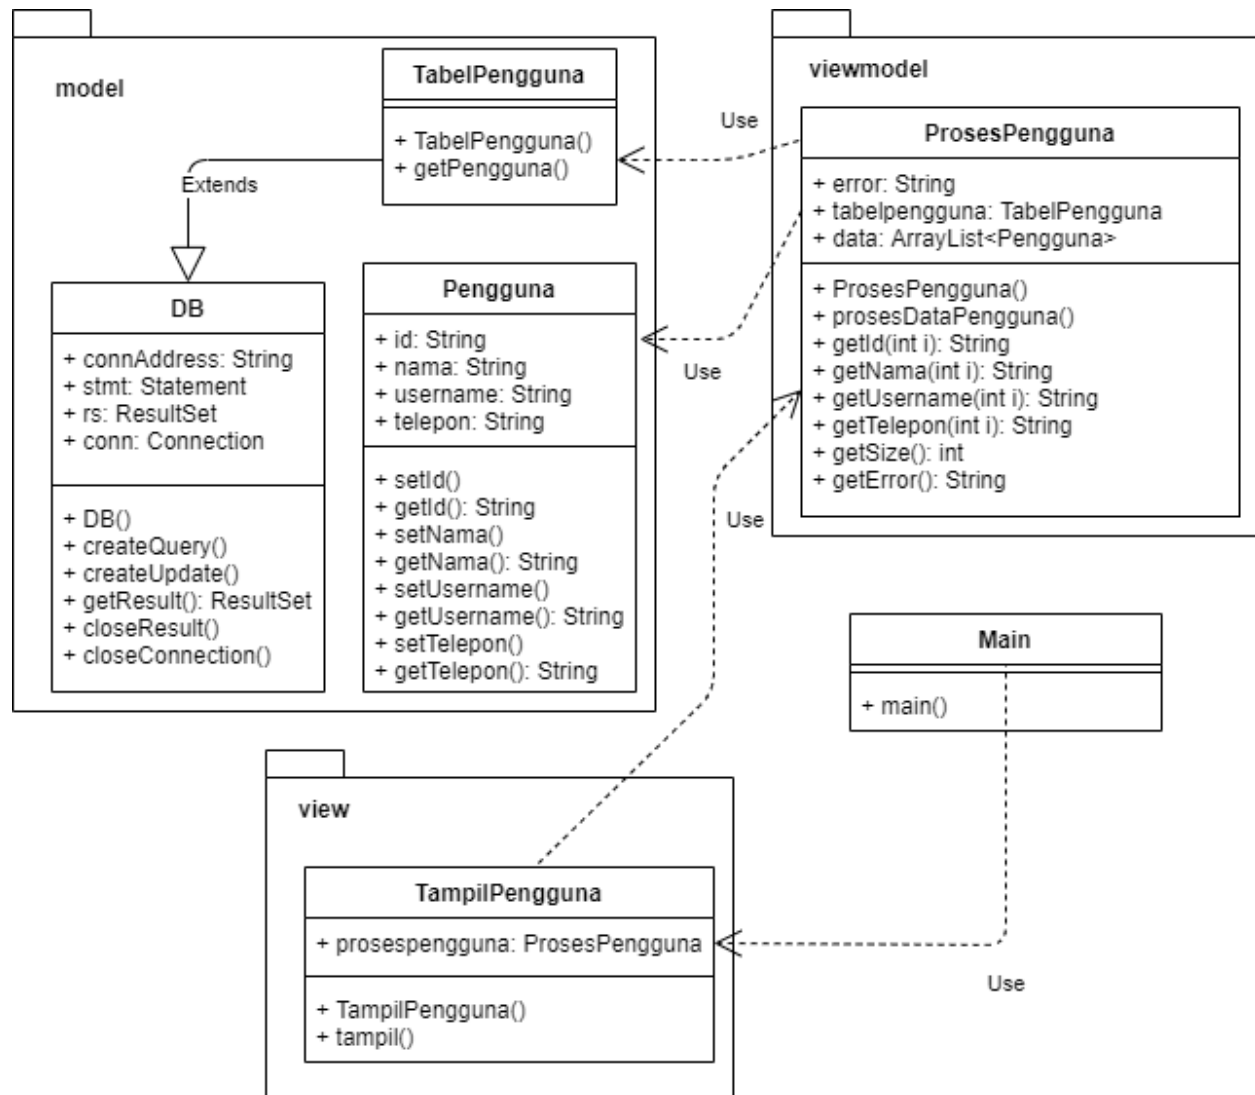 model
TabelPengguna
+ TabelPengguna()
+ getPengguna()
Extends
DB
+ connAddress: String
+ stmt: Statement
+ rs: ResultSet
+ conn: Connection
+ DB()
+ createQuery()
+ createUpdate()
+ getResult(): ResultSet
+ closeResult()
+ closeConnection()
Pengguna
+ id: String
+ nama: String
+ username: String
+ telepon: String
+ setId()
+ getId(): String
+ setNama()
+ getNama(): String
+ setUsername()
+ getUsername(): String
+ setTelepon()
+ getTelepon(): String
Use
Use
Use
viewmodel
ProsesPengguna
+ error: String
+ tabelpengguna: TabelPengguna
+ data: ArrayList<Pengguna>
+ ProsesPengguna()
+ prosesDataPengguna()
+ getId(int i): String
+ getNama(int i): String
+ getUsername(int i): String
+ getTelepon(int i): String
+ getSize(): int
+ getError(): String
Main
+ main()
view
TampilPengguna
+ prosespengguna: ProsesPengguna
+ TampilPengguna()
+ tampil()
Use